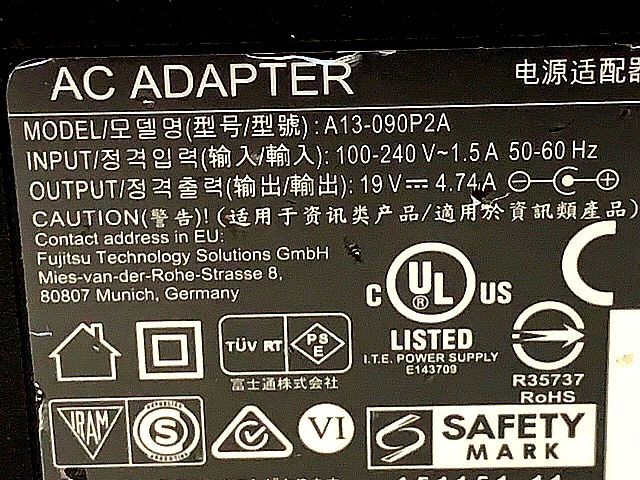 AC ADAPTER 电源适配器
MODEL/모델명(型号/型號):A13-090P2A
INPUT/정격입력(输入/輸入): 100-240 V~1.5A 50-60 Hz
OUTPUT/정격출력(输出/輸出): 19 V⎓ 4.74A
CAUTION(警告)! (适用于资讯类产品/適用於資訊類產品)
Contact address in EU:
Fujitsu Technology Solutions GmbH
Mies-van-der-Rohe-Strasse 8,
80807 Munich, Germany
C UL ® US
LISTED
I.T.E. POWER SUPPLY
E143709
TÜV RT PS E
富士通株式会社
R35737
RoHS
VRAM S VI
SAFETY
MARK